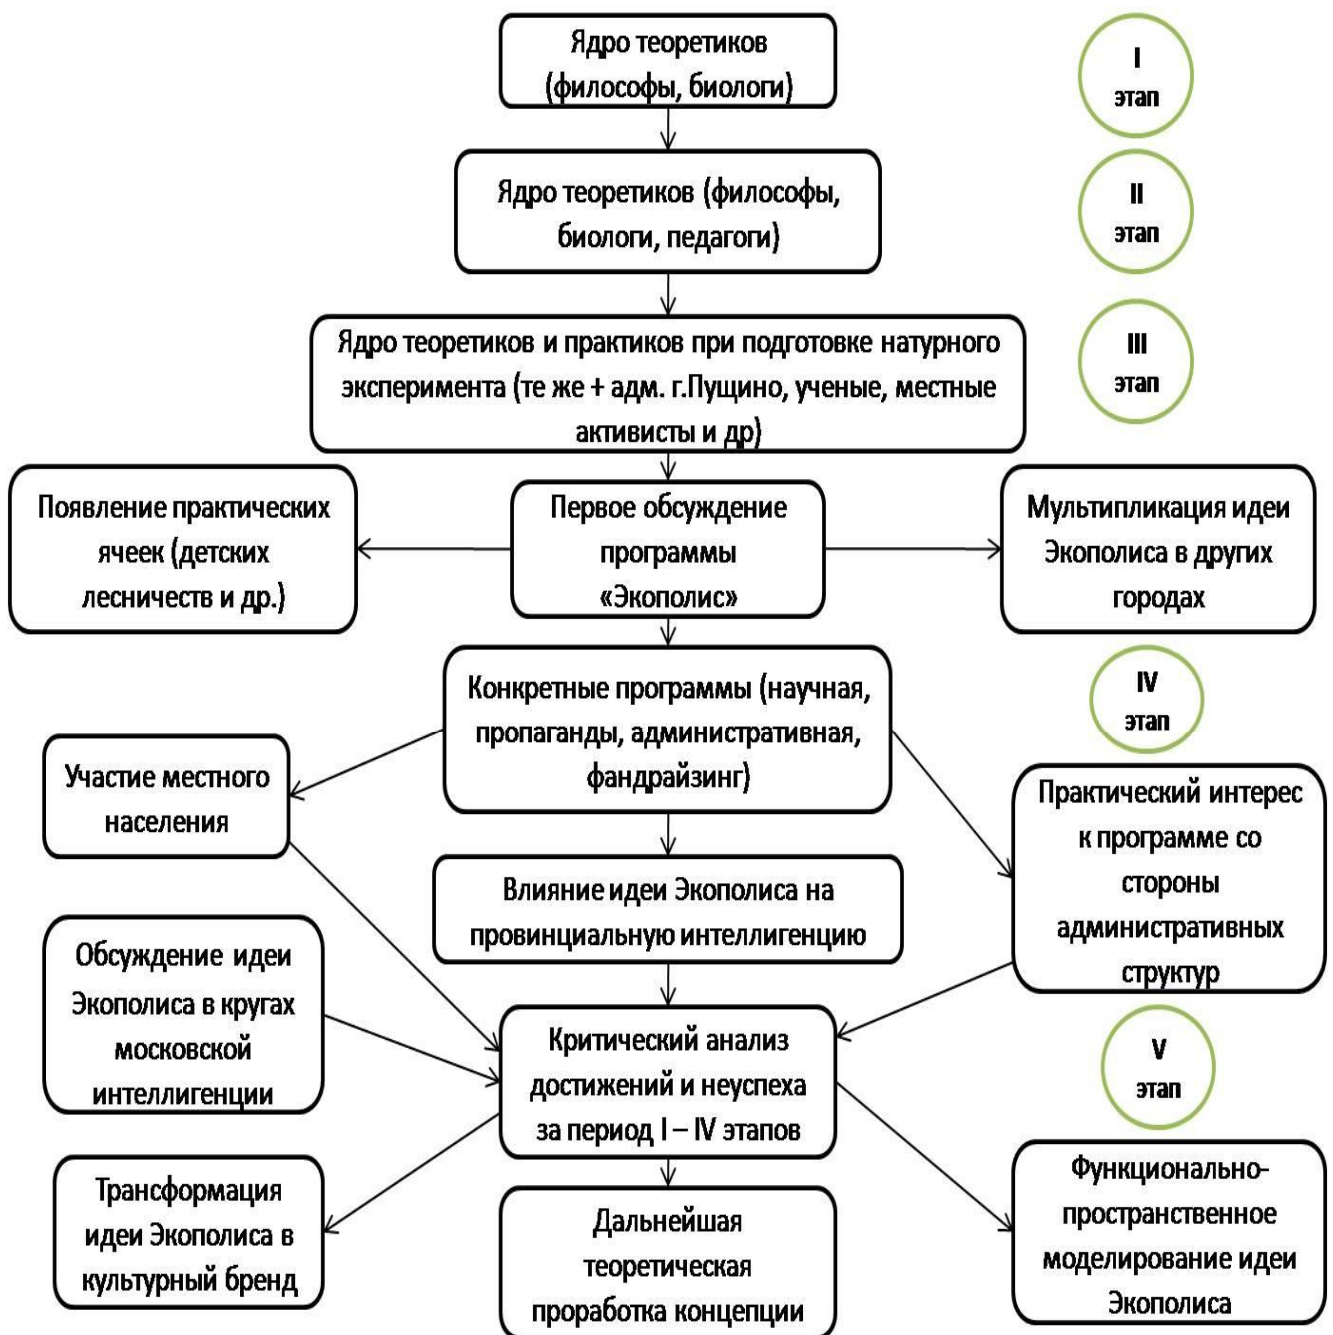 Ядро теоретиков
(философы, биологи)
I
этап
Ядро теоретиков (философы,
биологи, педагоги)
II
этап
Ядро теоретиков и практиков при подготовке натурного
эксперимента (те же + адм. г.Пущино, ученые, местные
активисты и др)
III
этап
Появление практических
ячеек (детских
лесничеств и др.)
Первое обсуждение
программы
«Экополис»
Мультипликация идеи
Экополиса в других
городах
Конкретные программы (научная,
пропаганды, административная,
фандрайзинг)
IV
этап
Участие местного
населения
Практический интерес
к программе со
стороны
административных
структур
Влияние идеи Экополиса на
провинциальную интеллигенцию
Обсуждение идеи
Экополиса в кругах
московской
интеллигенции
Критический анализ
достижений и неуспеха
за период I – IV этапов
V
этап
Трансформация
идеи Экополиса в
культурный бренд
Дальнейшая
теоретическая
проработка концепции
Функционально-
пространственное
моделирование идеи
Экополиса